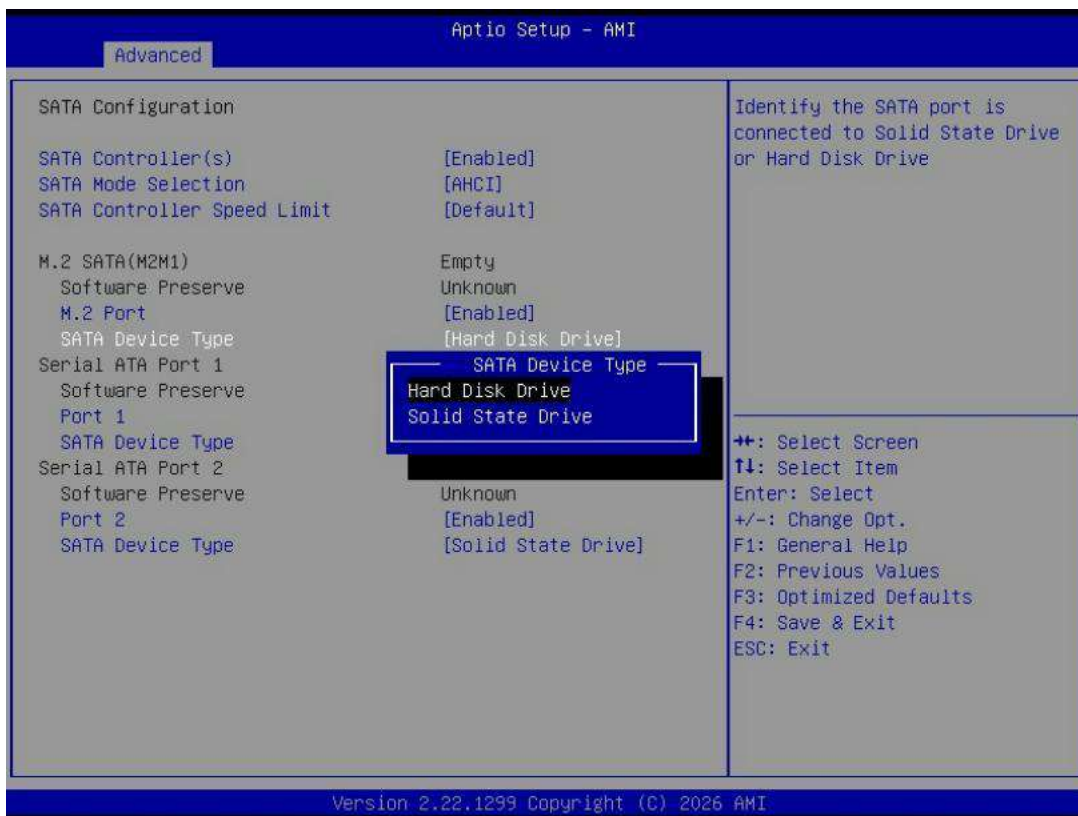 Aptio Setup - AMI
Advanced
SATA Configuration
SATA Controller(s) [Enabled]
SATA Mode Selection [AHCI]
SATA Controller Speed Limit [Default]
M.2 SATA(M2M1) Empty
Software Preserve Unknown
M.2 Port [Enabled]
SATA Device Type [Hard Disk Drive]
Serial ATA Port 1
Software Preserve
Port 1
SATA Device Type
Serial ATA Port 2
Software Preserve Unknown
Port 2 [Enabled]
SATA Device Type [Solid State Drive]
SATA Device Type
Hard Disk Drive
Solid State Drive
Identify the SATA port is
connected to Solid State Drive
or Hard Disk Drive
→←: Select Screen
↑↓: Select Item
Enter: Select
+/-: Change Opt.
F1: General Help
F2: Previous Values
F3: Optimized Defaults
F4: Save & Exit
ESC: Exit
Version 2.22.1299 Copyright (C) 2026 AMI